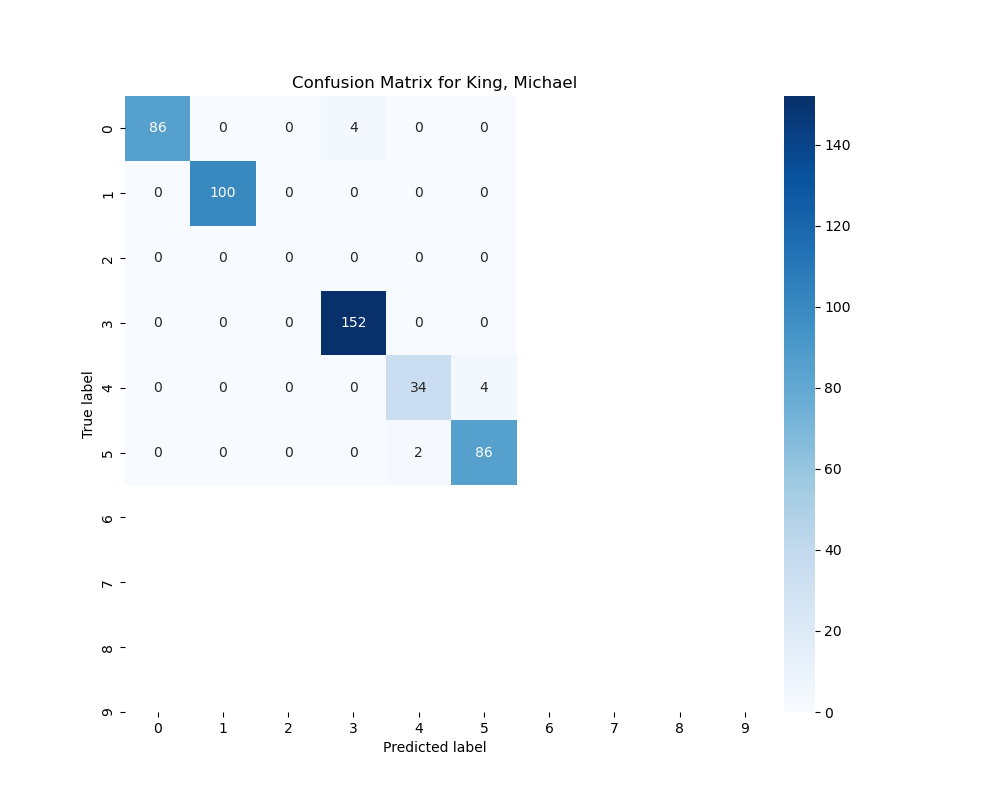 Confusion Matrix for King, Michael
0 86 0 0 4 0 0
1 0 100 0 0 0 0
2 0 0 0 0 0 0
3 0 0 0 152 0 0
4 0 0 0 0 34 4
5 0 0 0 0 2 86
6
7
8
9
True label
0 1 2 3 4 5 6 7 8 9
Predicted label
140
120
100
80
60
40
20
0